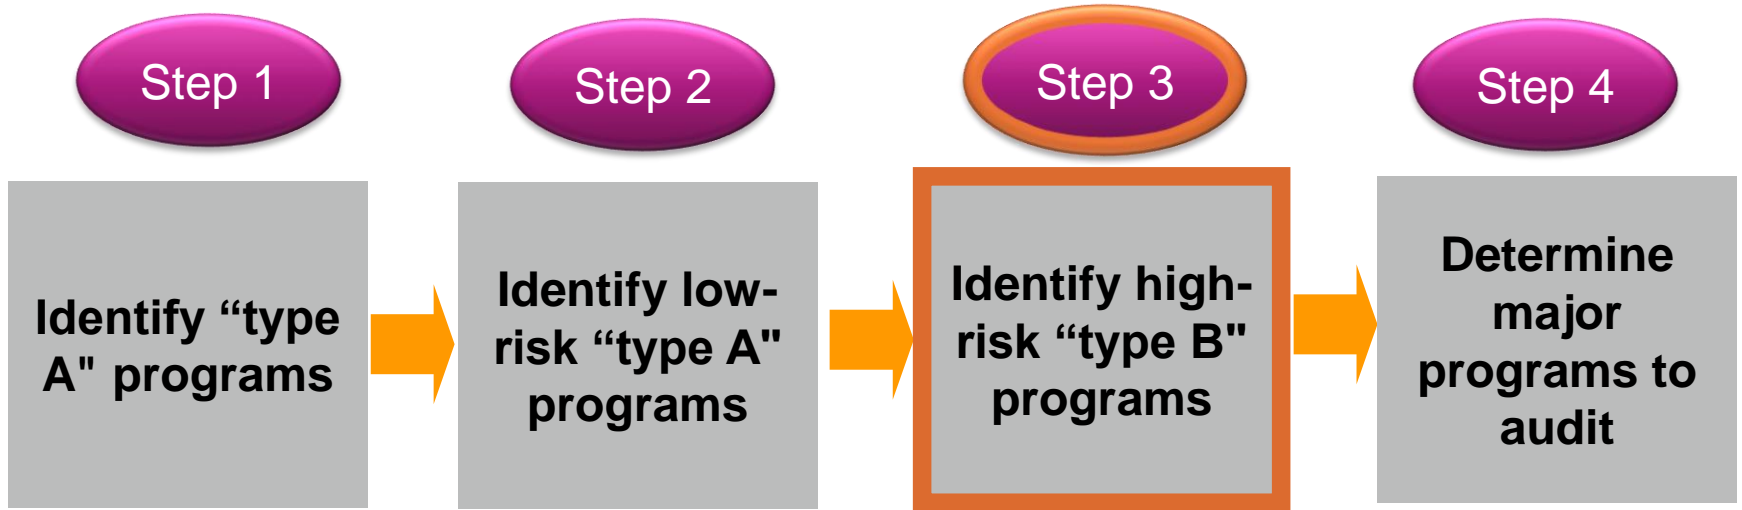 Step 1
Step 2
Step 3
Step 4
Identify “type
A" programs
Identify low-
risk “type A"
programs
Identify high-
risk “type B"
programs
Determine
major
programs to
audit